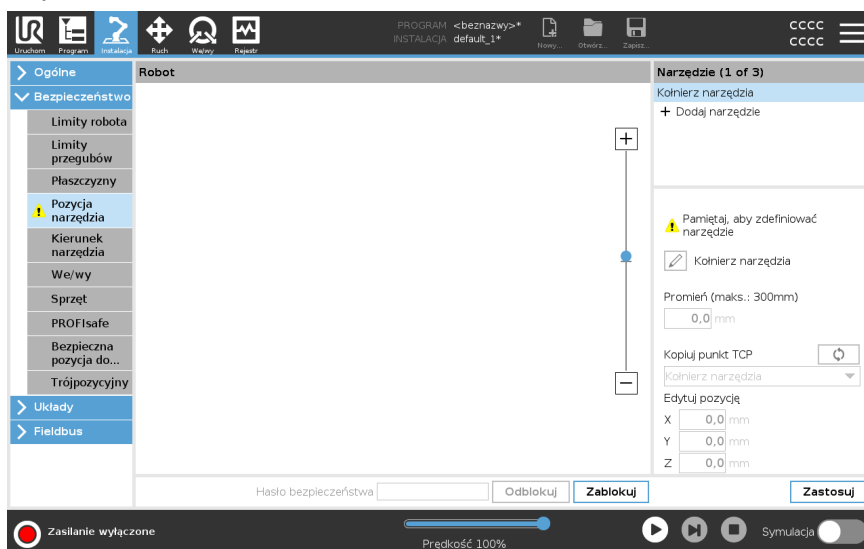 PROGRAM <beznazwy>*
INSTALACJA default_1*
cccc
cccc
Uruchom Program Instalacja Ruch We/wy Rejestr Nowy... Otwórz... Zapisz...
Ogólne
Bezpieczeństwo
Limity robota
Limity
przegubów
Płaszczyzny
Pozycja
narzędzia
Kierunek
narzędzia
We/wy
Sprzęt
PROFIsafe
Bezpieczna
pozycja do...
Trójpozycyjny
Układy
Fieldbus
Robot
Narzędzie (1 of 3)
Kołnierz narzędzia
+ Dodaj narzędzie
Pamiętaj, aby zdefiniować
narzędzie
Kołnierz narzędzia
Promień (maks.: 300mm)
0,0 mm
Kopiuj punkt TCP
Kołnierz narzędzia
Edytuj pozycję
X 0,0 mm
Y 0,0 mm
Z 0,0 mm
Hasło bezpieczeństwa Odblokuj Zablokuj Zastosuj
Zasilanie wyłączone
Prędkość 100%
Symulacja